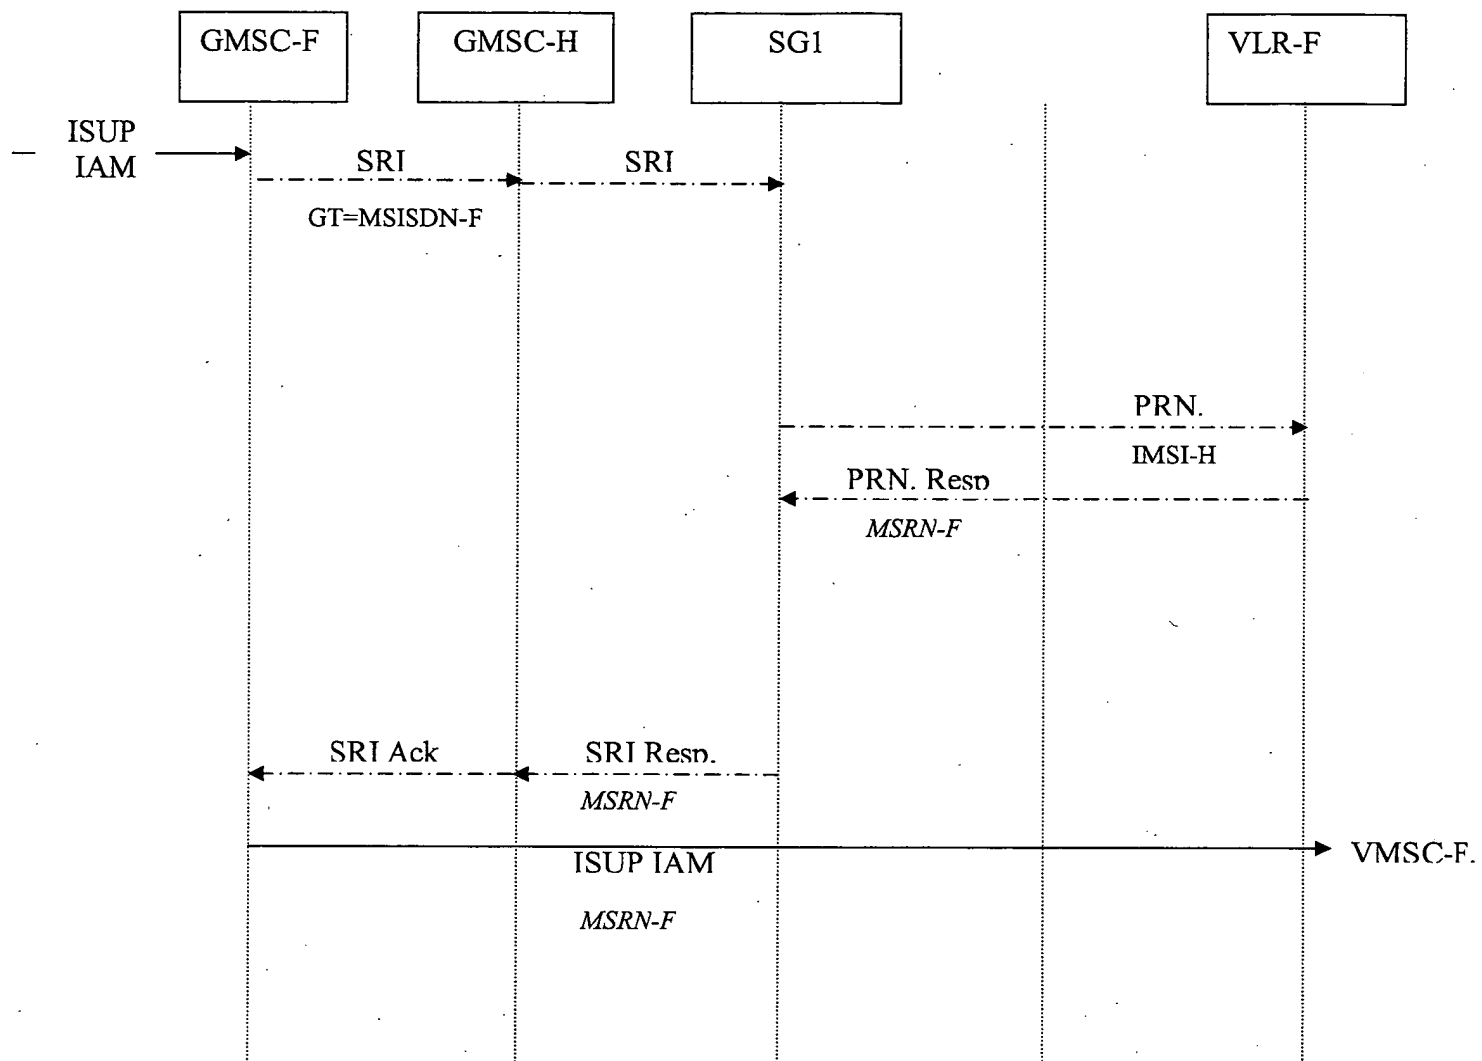 GMSC-F
GMSC-H
SG1
VLR-F
ISUP
IAM
SRI
SRI
GT=MSISDN-F
PRN.
IMSI-H
PRN. Resp
MSRN-F
SRI Ack
SRI Resp.
MSRN-F
ISUP IAM
VMSC-F.
MSRN-F